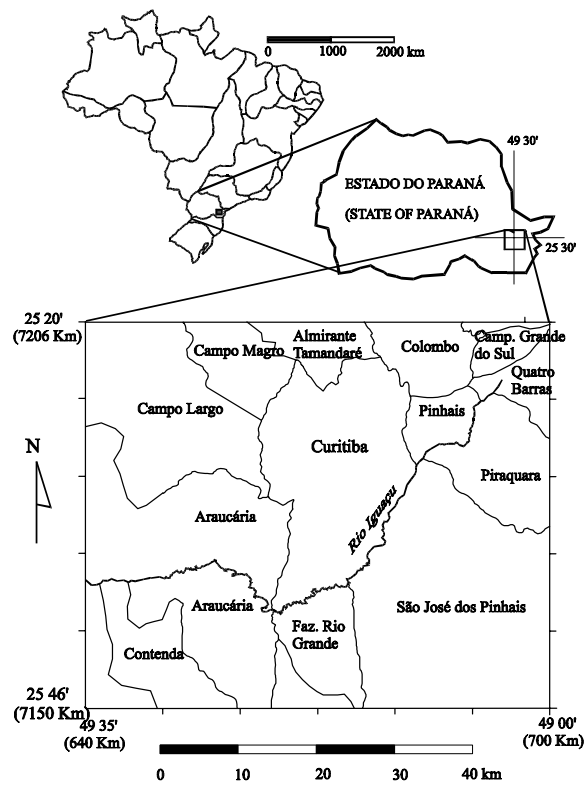 0 1000 2000 km
49 30'
ESTADO DO PARANÁ
(STATE OF PARANÁ)
25 30'
25 20'
(7206 Km)
Campo Magro
Almirante
Tamandaré
Colombo
Camp. Grande
do Sul
Quatro
Barras
Campo Largo
Pinhais
Curitiba
N
Piraquara
Araucária
Rio Iguaçu
Araucária
São José dos Pinhais
Faz. Rio
Grande
Contenda
25 46'
(7150 Km)
49 35'
(640 Km)
49 00'
(700 Km)
0 10 20 30 40 km